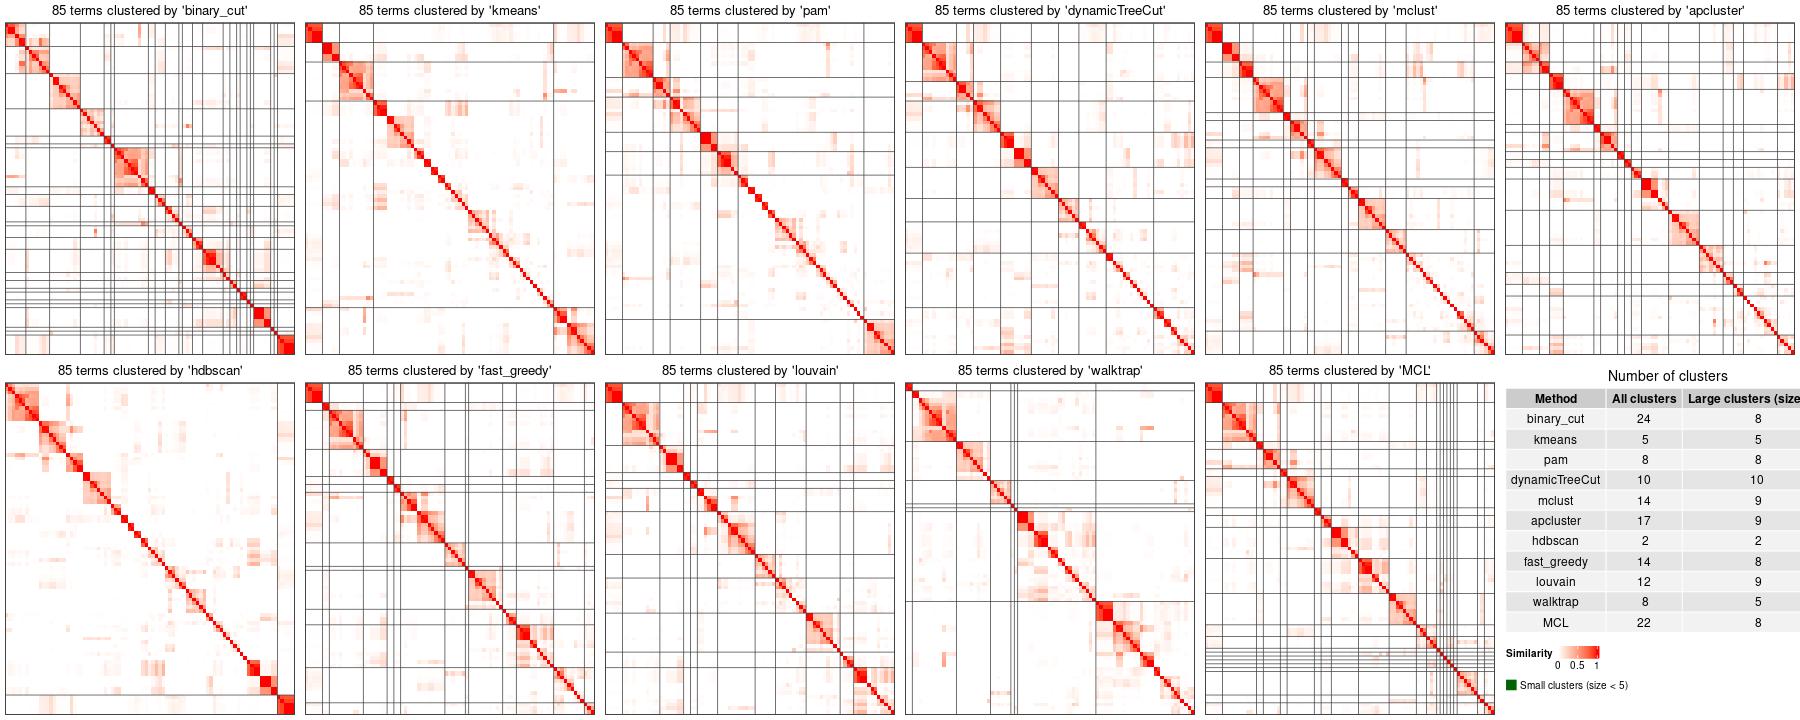 85 terms clustered by 'binary_cut'
85 terms clustered by 'kmeans'
85 terms clustered by 'pam'
85 terms clustered by 'dynamicTreeCut'
85 terms clustered by 'mclust'
85 terms clustered by 'apcluster'
85 terms clustered by 'hdbscan'
85 terms clustered by 'fast_greedy'
85 terms clustered by 'louvain'
85 terms clustered by 'walktrap'
85 terms clustered by 'MCL'
Number of clusters
Method All clusters Large clusters (size
binary_cut 24 8
kmeans 5 5
pam 8 8
dynamicTreeCut 10 10
mclust 14 9
apcluster 17 9
hdbscan 2 2
fast_greedy 14 8
louvain 12 9
walktrap 8 5
MCL 22 8
Similarity
0 0.5 1
Small clusters (size < 5)